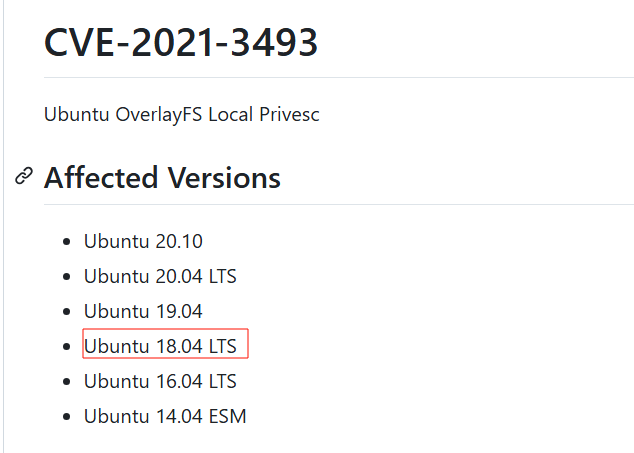 CVE-2021-3493
Ubuntu OverlayFS Local Privesc
Affected Versions
Ubuntu 20.10
Ubuntu 20.04 LTS
Ubuntu 19.04
Ubuntu 18.04 LTS
Ubuntu 16.04 LTS
Ubuntu 14.04 ESM